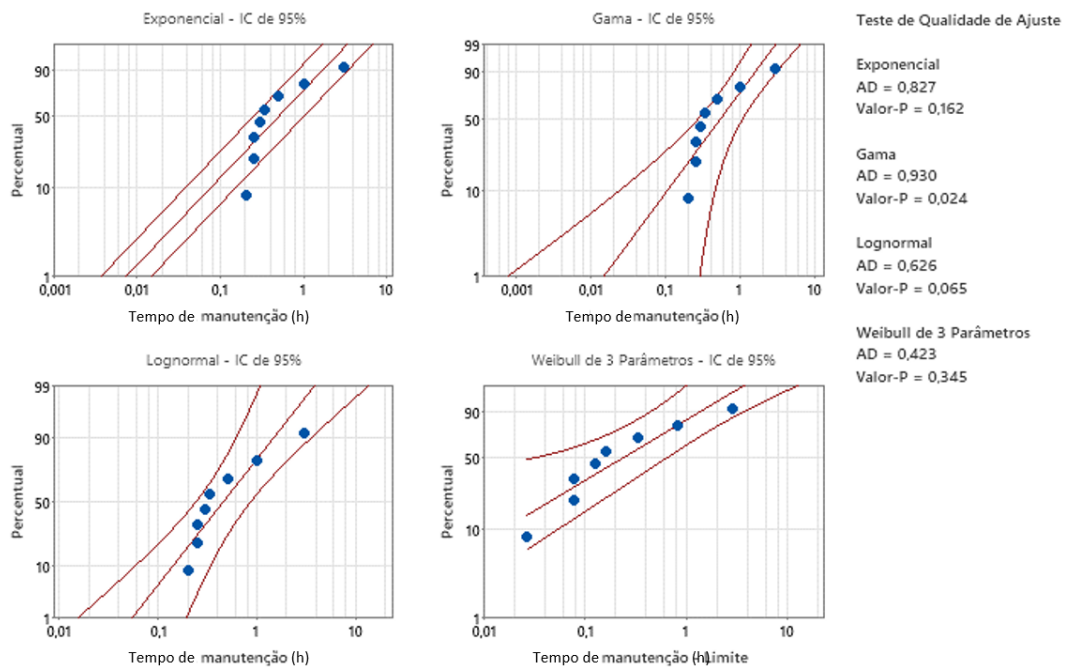 Exponencial - IC de 95%
Percentual
90
50
10
1
0,001
0,01
0,1
1
10
Tempo de manutenção (h)
Gama - IC de 95%
Percentual
99
90
50
10
1
0,001
0,01
0,1
1
10
Tempo de manutenção (h)
Lognormal - IC de 95%
Percentual
99
90
50
10
1
0,01
0,1
1
10
Tempo de manutenção (h)
Weibull de 3 Parâmetros - IC de 95%
Percentual
90
50
10
1
0,01
0,1
1
10
Tempo de manutenção (h) - Limite
Teste de Qualidade de Ajuste
Exponencial
AD = 0,827
Valor-P = 0,162
Gama
AD = 0,930
Valor-P = 0,024
Lognormal
AD = 0,626
Valor-P = 0,065
Weibull de 3 Parâmetros
AD = 0,423
Valor-P = 0,345